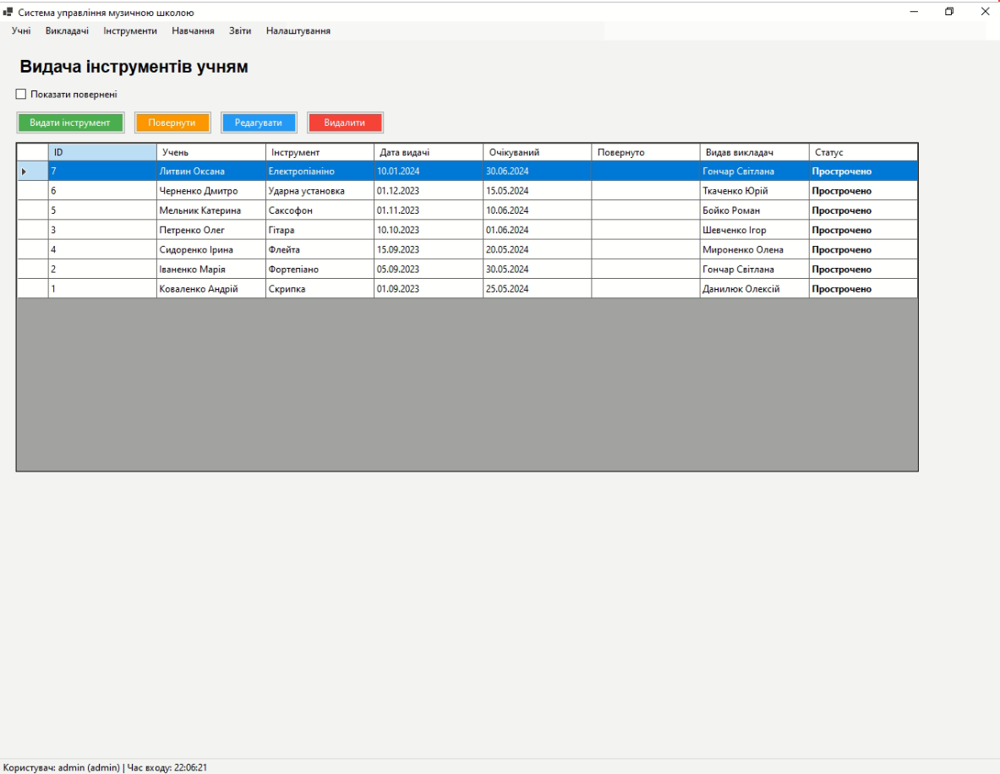 Система управління музичною школою
Учні Викладачі Інструменти Навчання Звіти Налаштування
Видача інструментів учням
Показати повернені
Видати інструмент Повернути Редагувати Видалити
ID Учень Інструмент Дата видачі Очікуваний Повернуто Видав викладач Статус
7 Литвин Оксана Електропіаніно 10.01.2024 30.06.2024 Гончар Світлана Прострочено
6 Черненко Дмитро Ударна установка 01.12.2023 15.05.2024 Ткаченко Юрій Прострочено
5 Мельник Катерина Саксофон 01.11.2023 10.06.2024 Бойко Роман Прострочено
3 Петренко Олег Гітара 10.10.2023 01.06.2024 Шевченко Ігор Прострочено
4 Сидоренко Ірина Флейта 15.09.2023 20.05.2024 Мироненко Олена Прострочено
2 Іваненко Марія Фортепіано 05.09.2023 30.05.2024 Гончар Світлана Прострочено
1 Коваленко Андрій Скрипка 01.09.2023 25.05.2024 Данилюк Олексій Прострочено
Користувач: admin (admin) | Час входу: 22:06:21